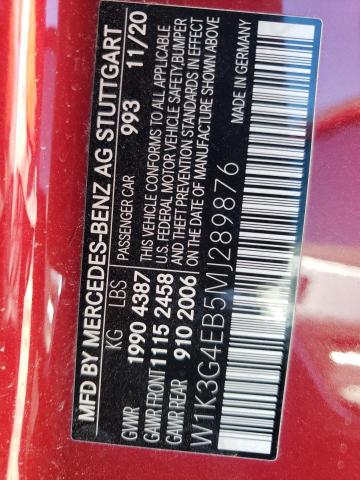 MFD BY MERCEDES-BENZ AG STUTTGART
KG LBS PASSENGER CAR 993 11/20
GVWR 1990 4387
GAWR FRONT 1115 2458
GAWR REAR 910 2006
THIS VEHICLE CONFORMS TO ALL APPLICABLE
U.S. FEDERAL MOTOR VEHICLE SAFETY,BUMPER
AND THEFT PREVENTION STANDARDS IN EFFECT
ON THE DATE OF MANUFACTURE SHOWN ABOVE
W1K3G4EB5MJ289876
MADE IN GERMANY